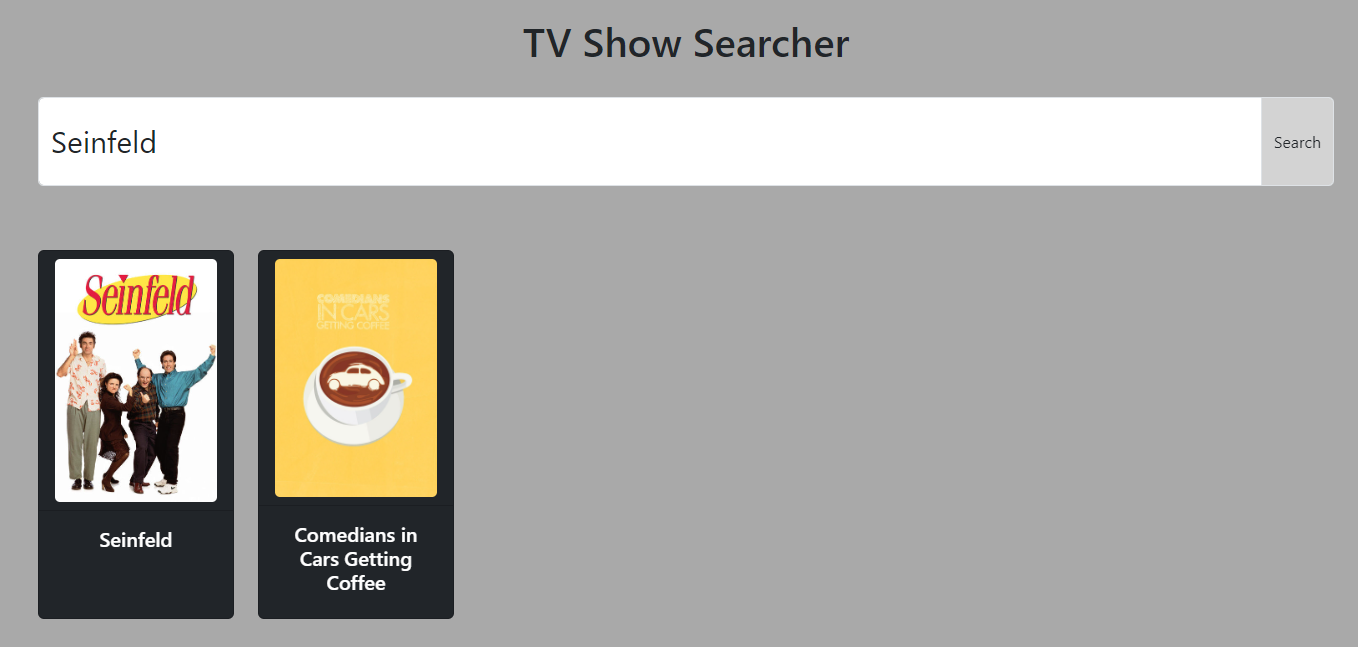 TV Show Searcher
Seinfeld
Search
Seinfeld
COMEDIANS
IN CARS
GETTING COFFEE
Seinfeld
Comedians in
Cars Getting
Coffee